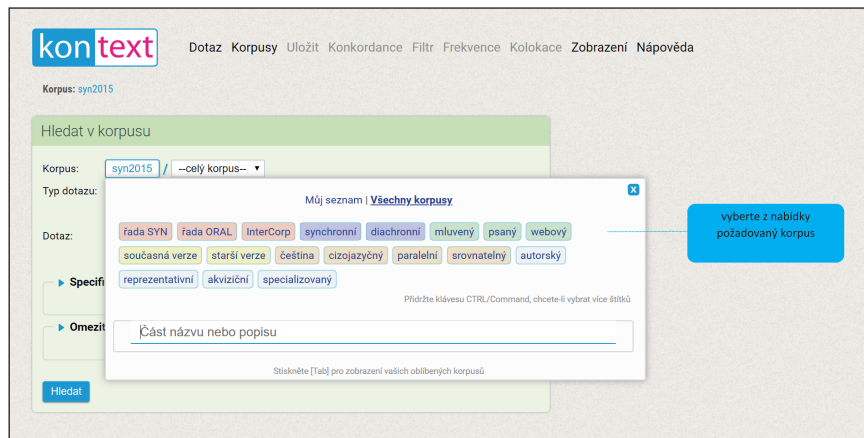 kontext
Dotaz Korpusy Uložit Konkordance Filtr Frekvence Kolokace Zobrazení Nápověda
Korpus: syn2015
Hledat v korpusu
Korpus: syn2015 / --celý korpus--
Typ dotazu:
Můj seznam | Všechny korpusy
x
Dotaz:
řada SYN řada ORAL InterCorp synchronní diachronní mluvený psaný webový
současná verze starší verze čeština cizojazyčný paralelní srovnatelný autorský
reprezentativní akviziční specializovaný
Přidržte klávesu CTRL/Command, chcete-li vybrat více štítků
vyberte z nabídky
požadovaný korpus
Specifi
Omezit
Část názvu nebo popisu
Stiskněte [Tab] pro zobrazení vašich oblíbených korpusů
Hledat